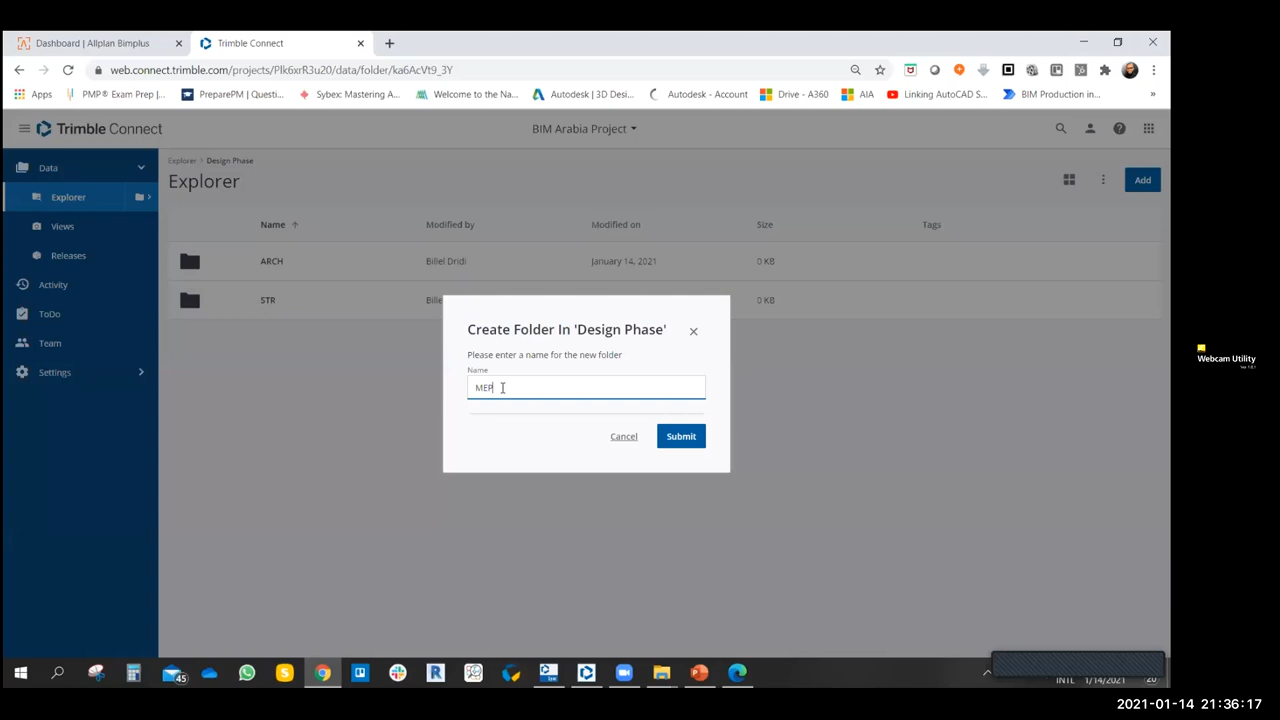 Dashboard | Allplan Bimplus
Trimble Connect
web.connect.trimble.com/projects/Plk6xrR3u20/data/folder/ka6AcVt9_3Y
Apps
PMP® Exam Prep |...
PreparePM | Questi...
Sybex: Mastering A...
Welcome to the Na...
Autodesk | 3D Desi...
Autodesk - Account
Drive - A360
AIA
Linking AutoCAD S...
BIM Production in...
»
Trimble Connect
BIM Arabia Project
Data
Explorer
Views
Releases
Activity
ToDo
Team
Settings
Explorer > Design Phase
Explorer
Add
Name Modified by Modified on Size Tags
ARCH Billel Dridi January 14, 2021 0 KB
STR Bille 0 KB
Create Folder In 'Design Phase'
Please enter a name for the new folder
Name
MEP
Cancel
Submit
Webcam Utility
45
INTL 1/14/2021 20
2021-01-14 21:36:17